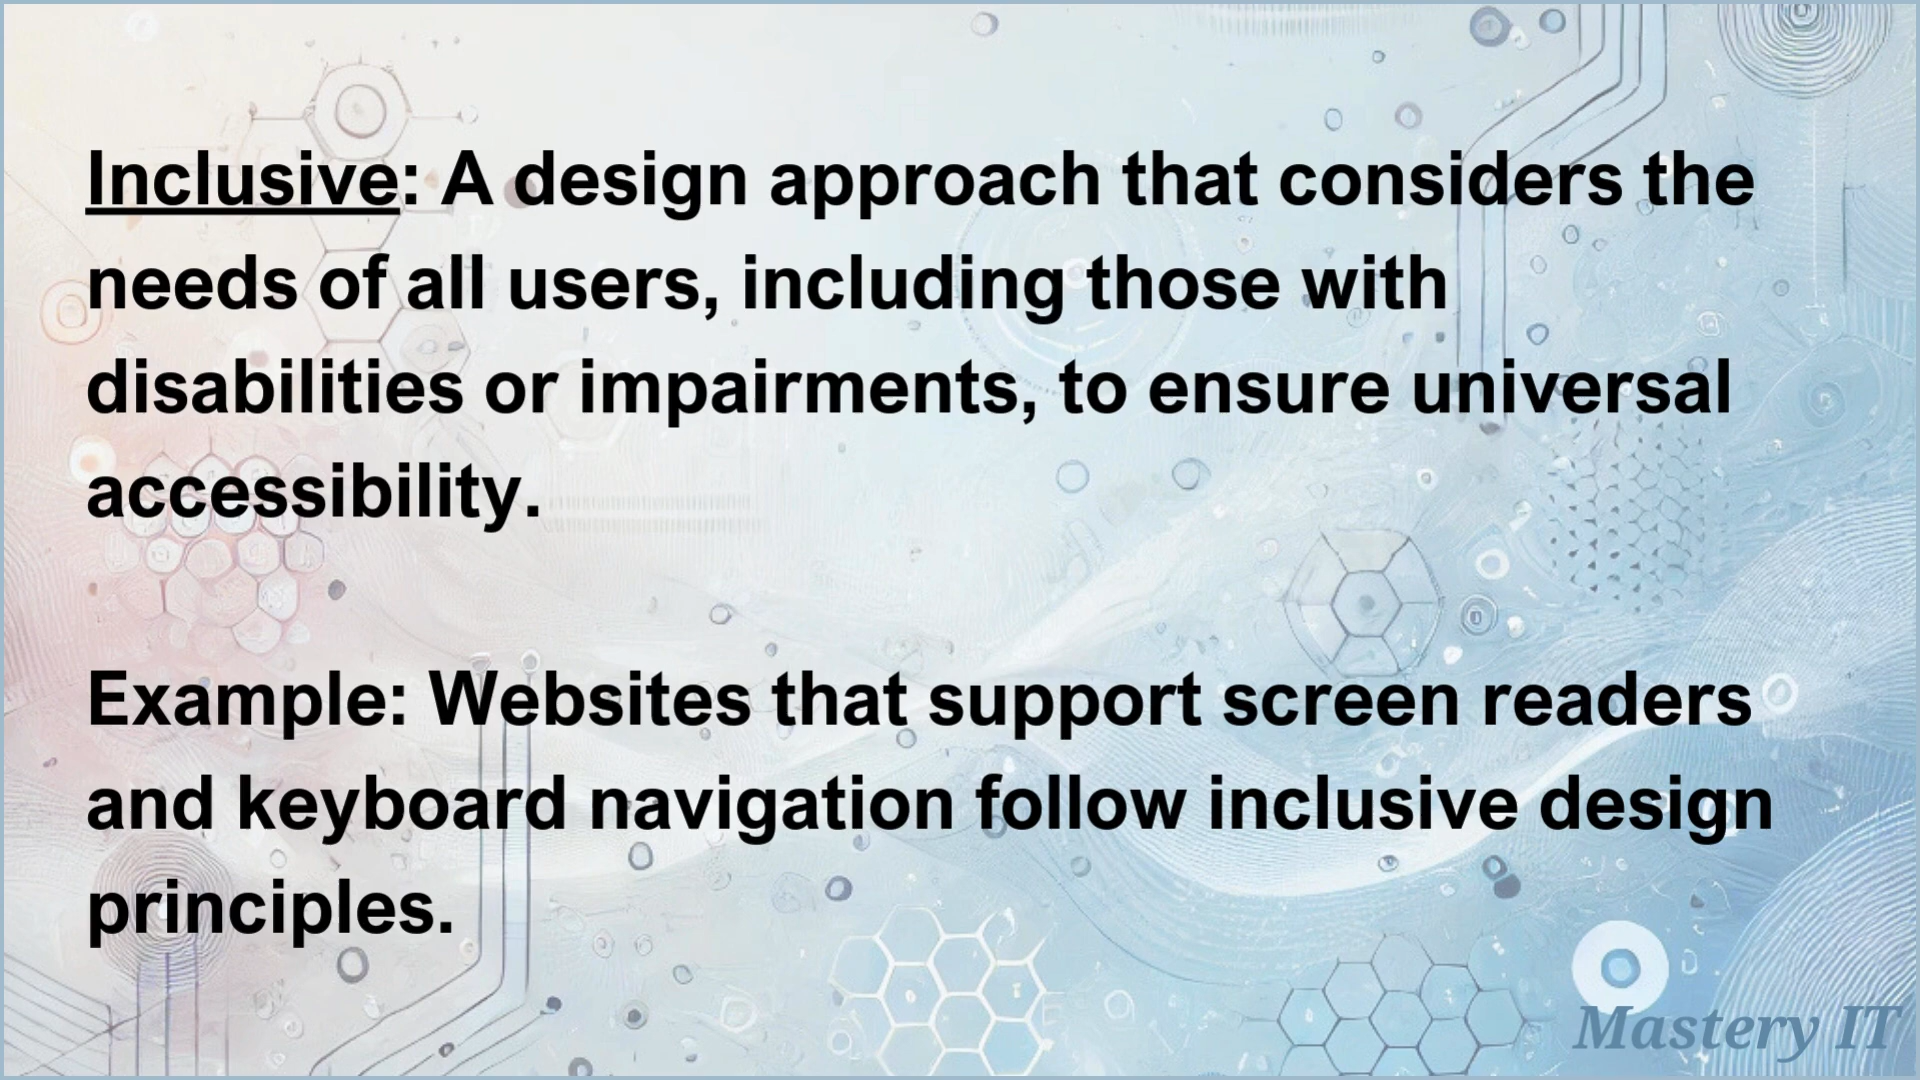 Inclusive: A design approach that considers the
needs of all users, including those with
disabilities or impairments, to ensure universal
accessibility.
Example: Websites that support screen readers
and keyboard navigation follow inclusive design
principles.
Mastery IT